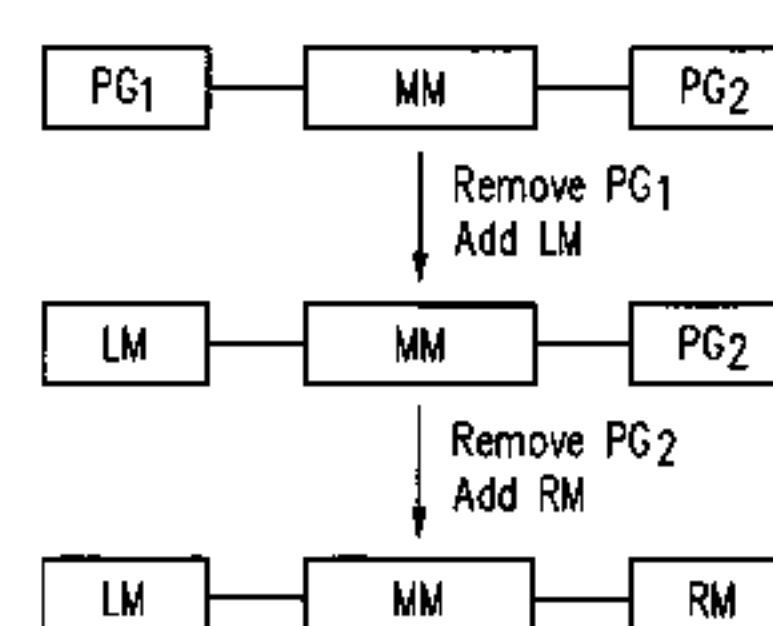 PG1 MM PG2
Remove PG1
Add LM
LM MM PG2
Remove PG2
Add RM
LM MM RM